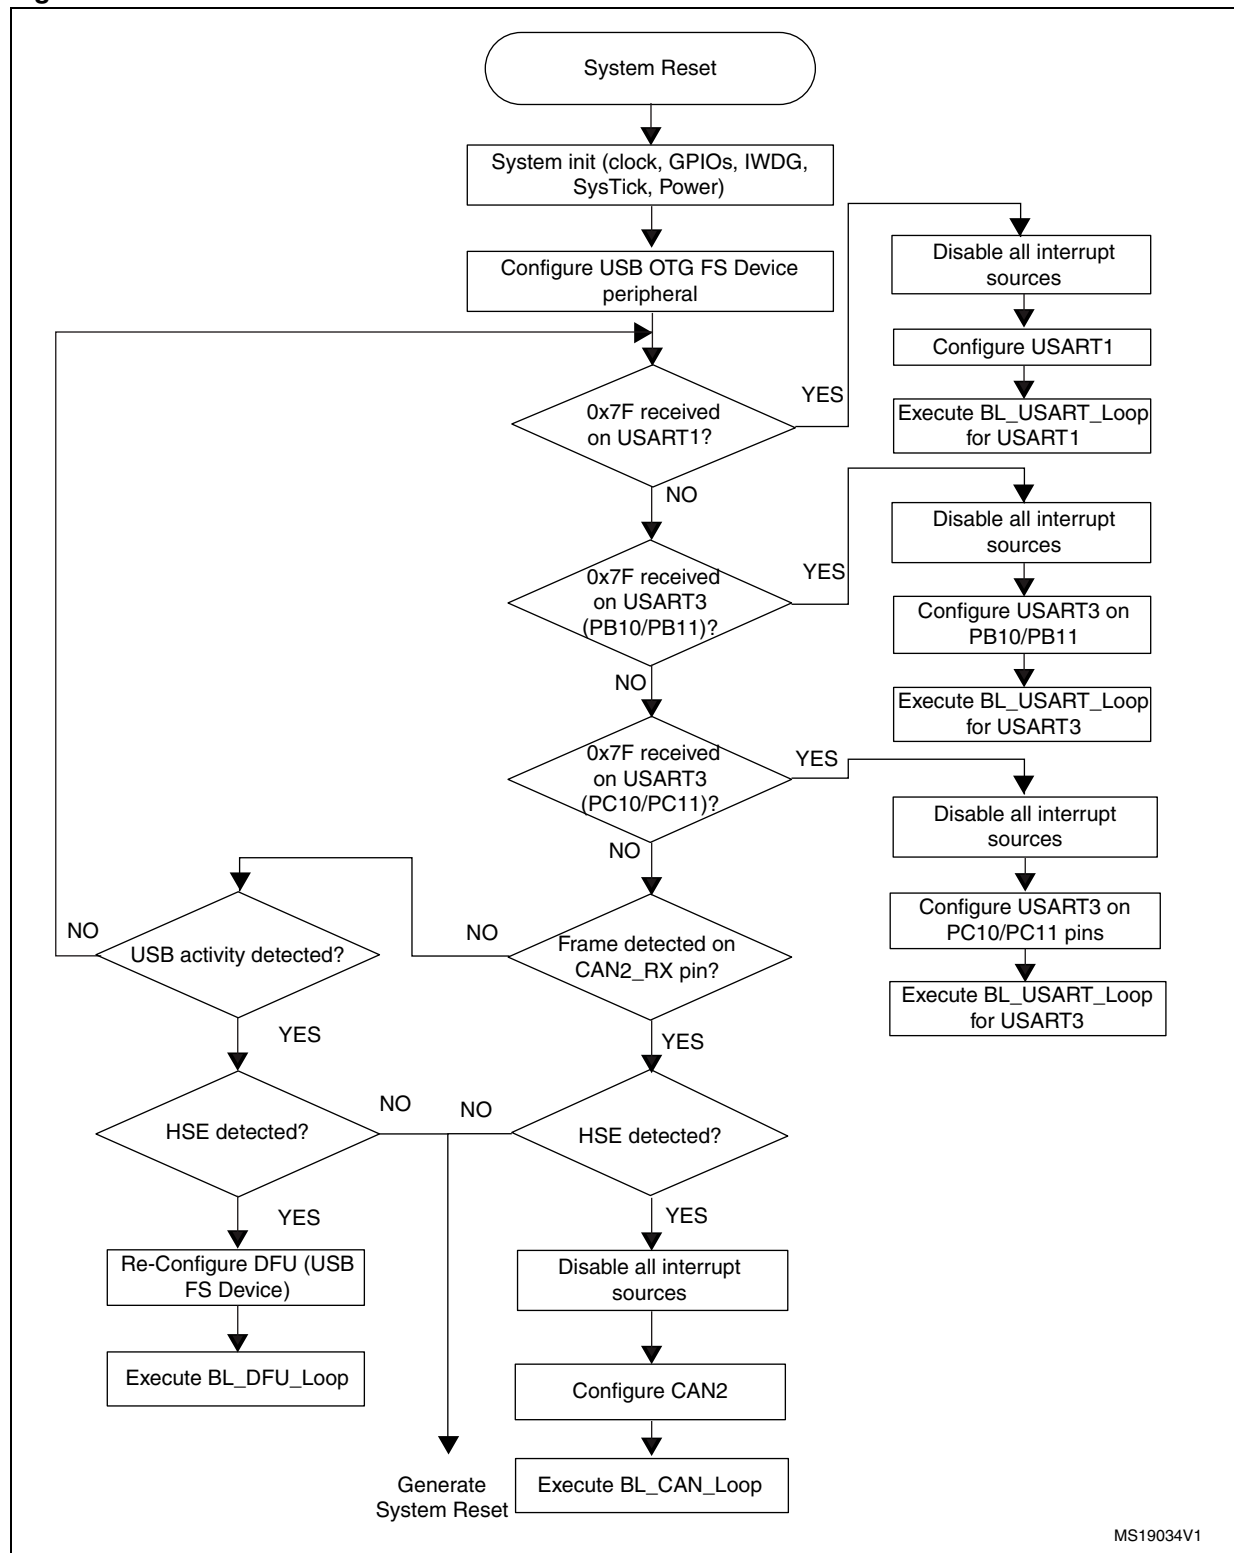 System Reset
System init (clock, GPIOs, IWDG,
SysTick, Power)
Configure USB OTG FS Device
peripheral
0x7F received
on USART1?
YES
Disable all interrupt
sources
Configure USART1
Execute BL_USART_Loop
for USART1
NO
0x7F received
on USART3
(PB10/PB11)?
YES
Disable all interrupt
sources
Configure USART3 on
PB10/PB11
Execute BL_USART_Loop
for USART3
NO
0x7F received
on USART3
(PC10/PC11)?
YES
Disable all interrupt
sources
Configure USART3 on
PC10/PC11 pins
Execute BL_USART_Loop
for USART3
NO
Frame detected on
CAN2_RX pin?
NO
USB activity detected?
NO
YES
HSE detected?
NO
YES
Re-Configure DFU (USB
FS Device)
Execute BL_DFU_Loop
YES
HSE detected?
NO
YES
Disable all interrupt
sources
Configure CAN2
Execute BL_CAN_Loop
Generate
System Reset
MS19034V1